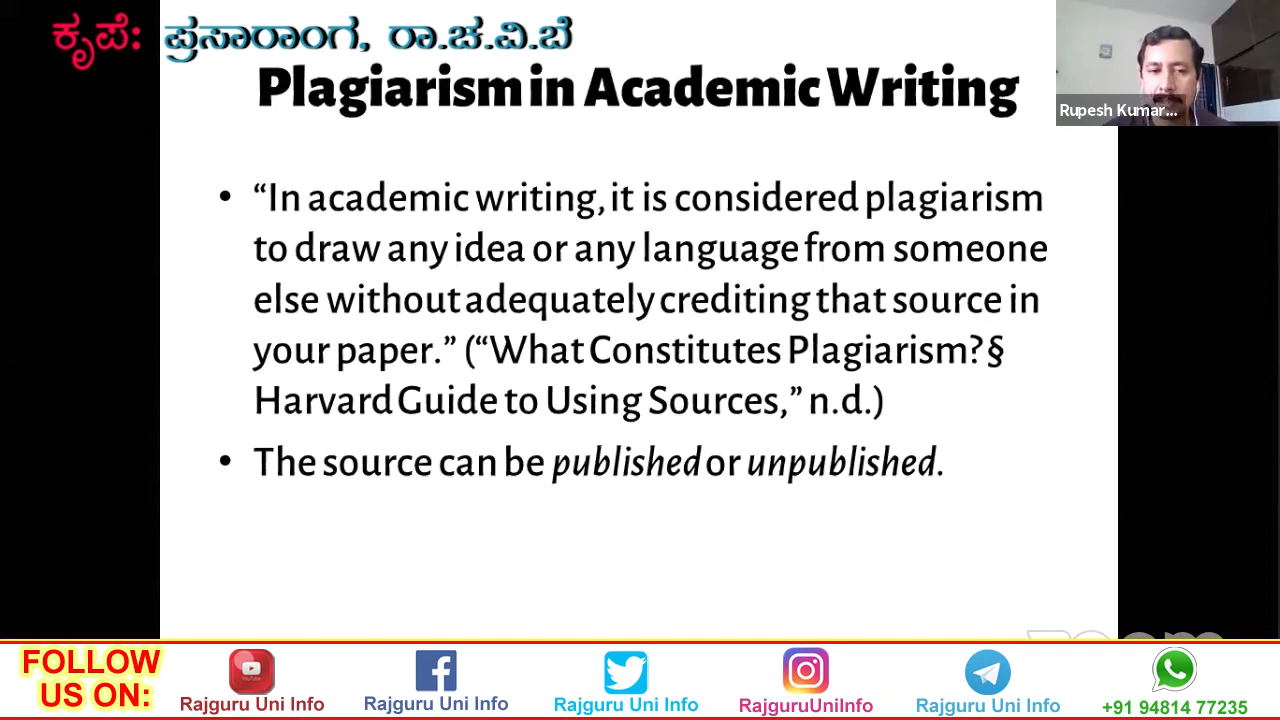 ಕೃಪೆ: ಪ್ರಸಾರಾಂಗ, ರಾ.ಚ.ವಿ.ಬೆ
Plagiarism in Academic Writing
Rupesh Kumar...
• “In academic writing, it is considered plagiarism
to draw any idea or any language from someone
else without adequately crediting that source in
your paper.” (“What Constitutes Plagiarism? §
Harvard Guide to Using Sources,” n.d.)
• The source can be published or unpublished.
zoom
FOLLOW
US ON:
YouTube
Rajguru Uni Info
Rajguru Uni Info
Rajguru Uni Info
RajguruUniInfo
Rajguru Uni Info
+91 94814 77235